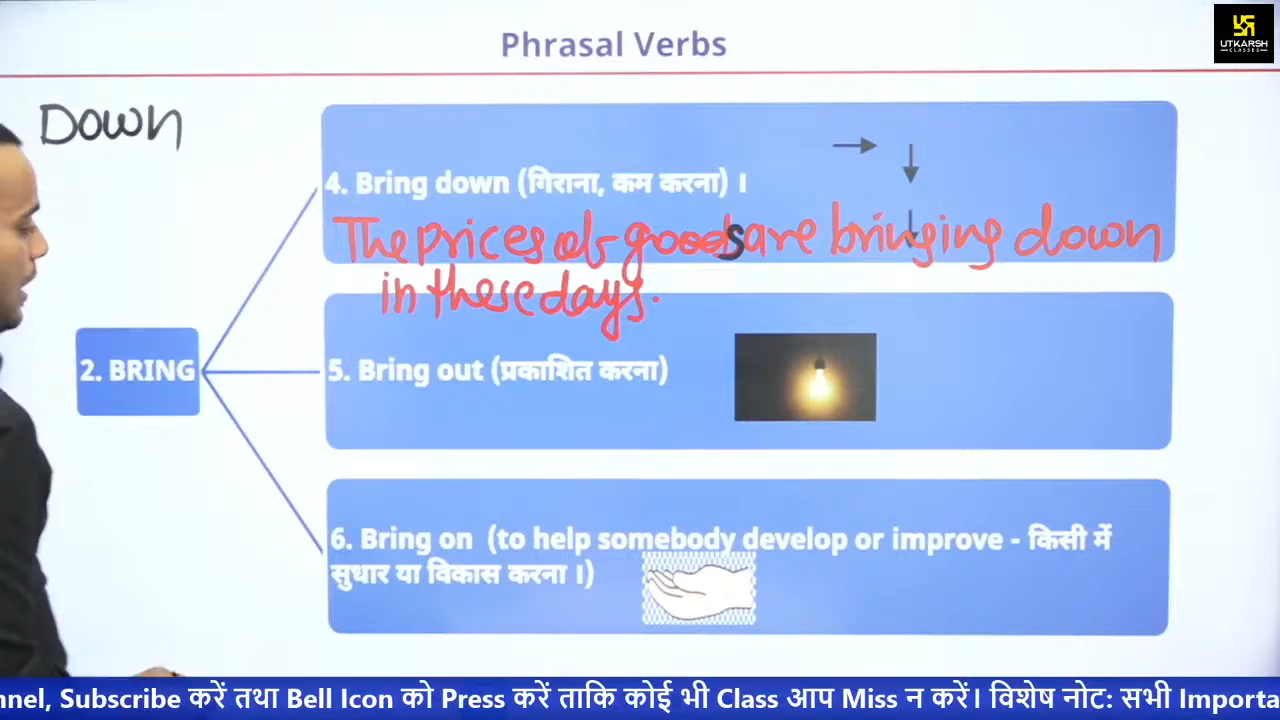 Phrasal Verbs
UTKARSH
CLASSES
Down
4. Bring down (गिराना, कम करना) ।
The prices of goods are bringing down
in these days.
2. BRING
5. Bring out (प्रकाशित करना)
6. Bring on (to help somebody develop or improve - किसी में
सुधार या विकास करना ।)
nnel, Subscribe करें तथा Bell Icon को Press करें ताकि कोई भी Class आप Miss न करें। विशेष नोट: सभी Importa